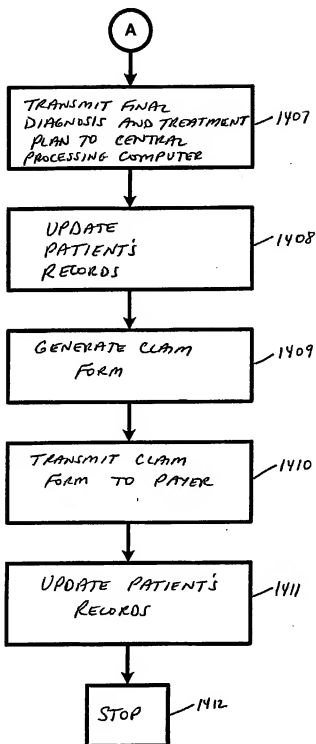 A
TRANSMIT FINAL
DIAGNOSIS AND TREATMENT
PLAN TO CENTRAL
PROCESSING COMPUTER
1407
UPDATE
PATIENT'S
RECORDS
1408
GENERATE CLAIM
FORM
1409
TRANSMIT CLAIM
FORM TO PAYER
1410
UPDATE PATIENT'S
RECORDS
1411
STOP
1412